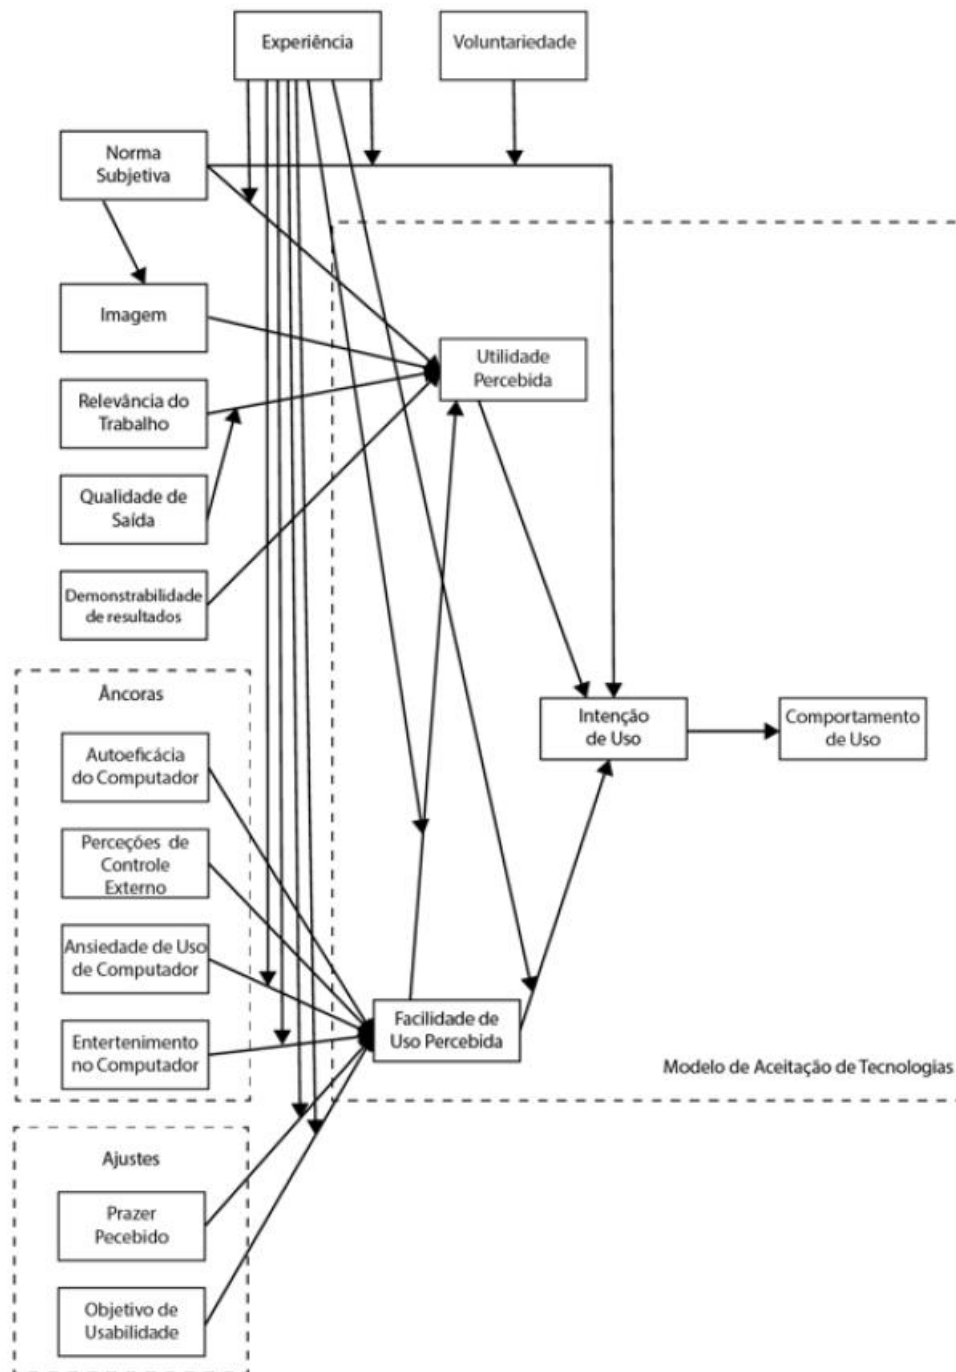 Experiência
Voluntariedade
Norma
Subjetiva
Imagem
Utilidade
Percebida
Relevância do
Trabalho
Qualidade de
Saída
Demonstrabilidade
de resultados
Âncoras
Autoeficácia
do Computador
Perceções de
Controle
Externo
Ansiedade de Uso
de Computador
Entertenimento
no Computador
Intenção
de Uso
Comportamento
de Uso
Facilidade de
Uso Percebida
Modelo de Aceitação de Tecnologias
Ajustes
Prazer
Pecebido
Objetivo de
Usabilidade